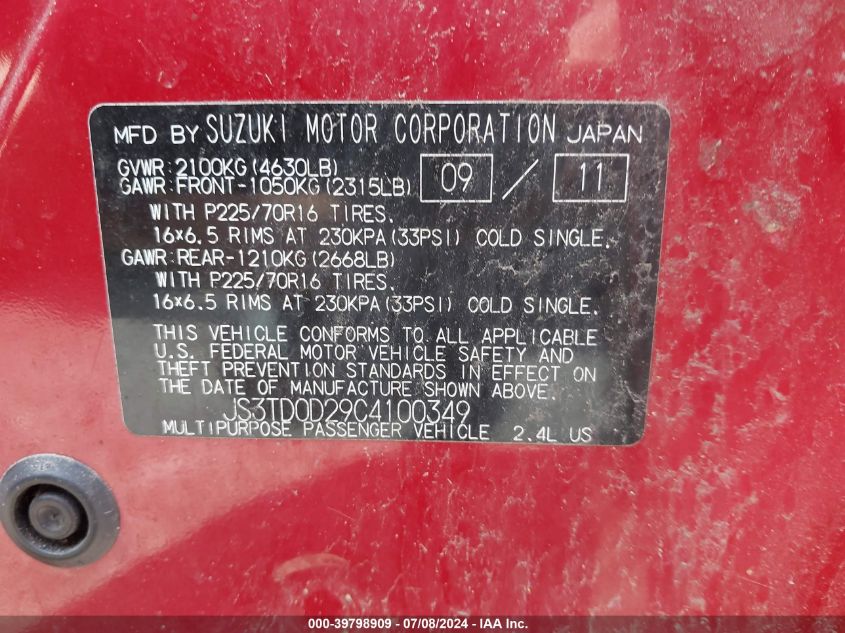 MFD BY SUZUKI MOTOR CORPORATION JAPAN
GVWR:2100KG(4630LB)
GAWR:FRONT-1050KG(2315LB) 09 / 11
WITH P225/70R16 TIRES.
16×6.5 RIMS AT 230KPA(33PSI) COLD SINGLE.
GAWR:REAR-1210KG(2668LB)
WITH P225/70R16 TIRES.
16×6.5 RIMS AT 230KPA(33PSI) COLD SINGLE.
THIS VEHICLE CONFORMS TO ALL APPLICABLE
U.S. FEDERAL MOTOR VEHICLE SAFETY AND
THEFT PREVENTION STANDARDS IN EFFECT ON
THE DATE OF MANUFACTURE SHOWN ABOVE.
JS3TD0D29C4100349
MULTIPURPOSE PASSENGER VEHICLE 2.4L US
000-39798909 | 07/08/2024 - IAA Inc.